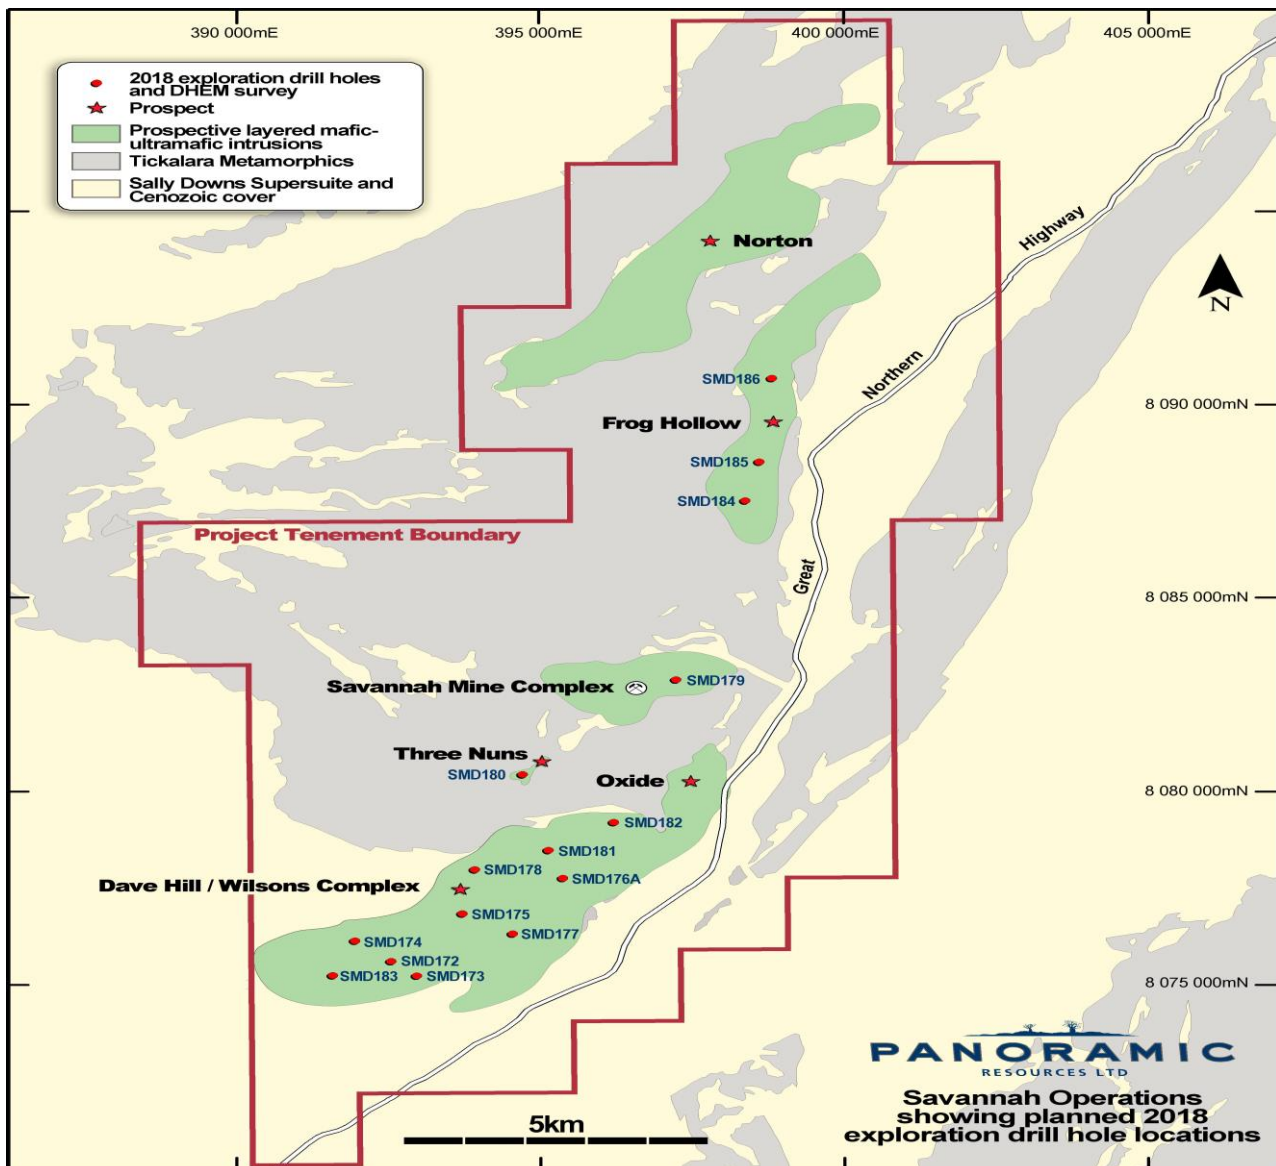 390 000mE
395 000mE
400 000mE
405 000mE
2018 exploration drill holes
and DHEM survey
Prospect
Prospective layered mafic-
ultramafic intrusions
Tickalara Metamorphics
Sally Downs Supersuite and
Cenozoic cover
Highway
Norton
N
Northern
SMD186
8 090 000mN
Frog Hollow
SMD185
SMD184
Project Tenement Boundary
Great
8 085 000mN
Savannah Mine Complex
SMD179
Three Nuns
SMD180
Oxide
8 080 000mN
SMD182
SMD181
SMD178
SMD176A
Dave Hill / Wilsons Complex
SMD175
SMD177
SMD174
SMD172
SMD183
SMD173
8 075 000mN
PANORAMIC
RESOURCES LTD
Savannah Operations
showing planned 2018
exploration drill hole locations
5km